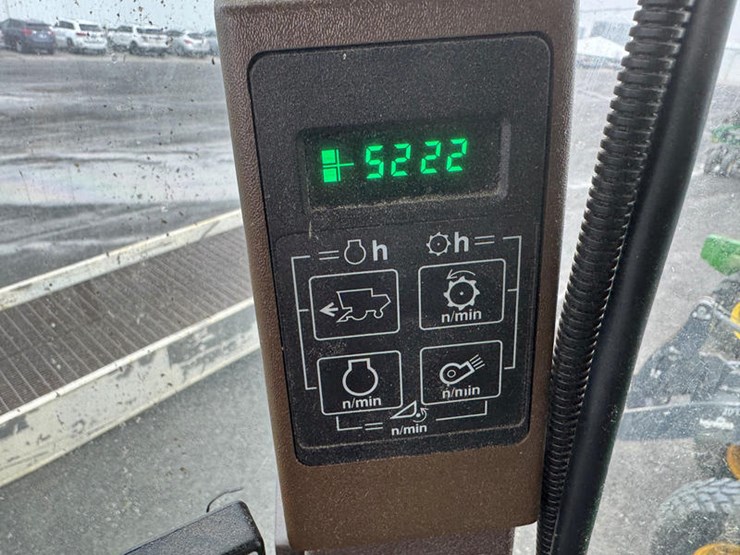 5222
= h h =
n/min
n/min n/min
= n/min